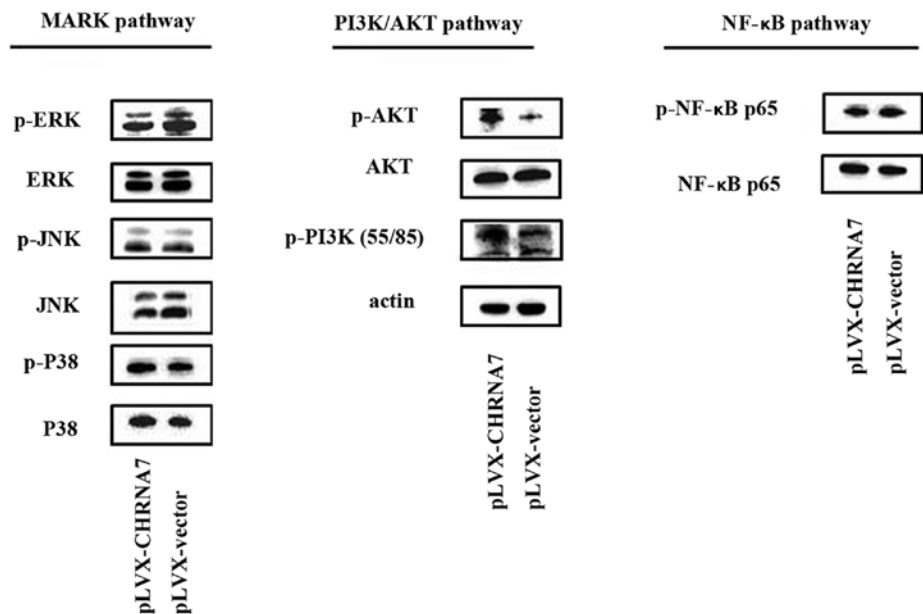 MARK pathway
p-ERK
ERK
p-JNK
JNK
p-P38
P38
pLVX-CHRNA7
pLVX-vector
PI3K/AKT pathway
p-AKT
AKT
p-PI3K (55/85)
actin
pLVX-CHRNA7
pLVX-vector
NF-κB pathway
p-NF-κB p65
NF-κB p65
pLVX-CHRNA7
pLVX-vector